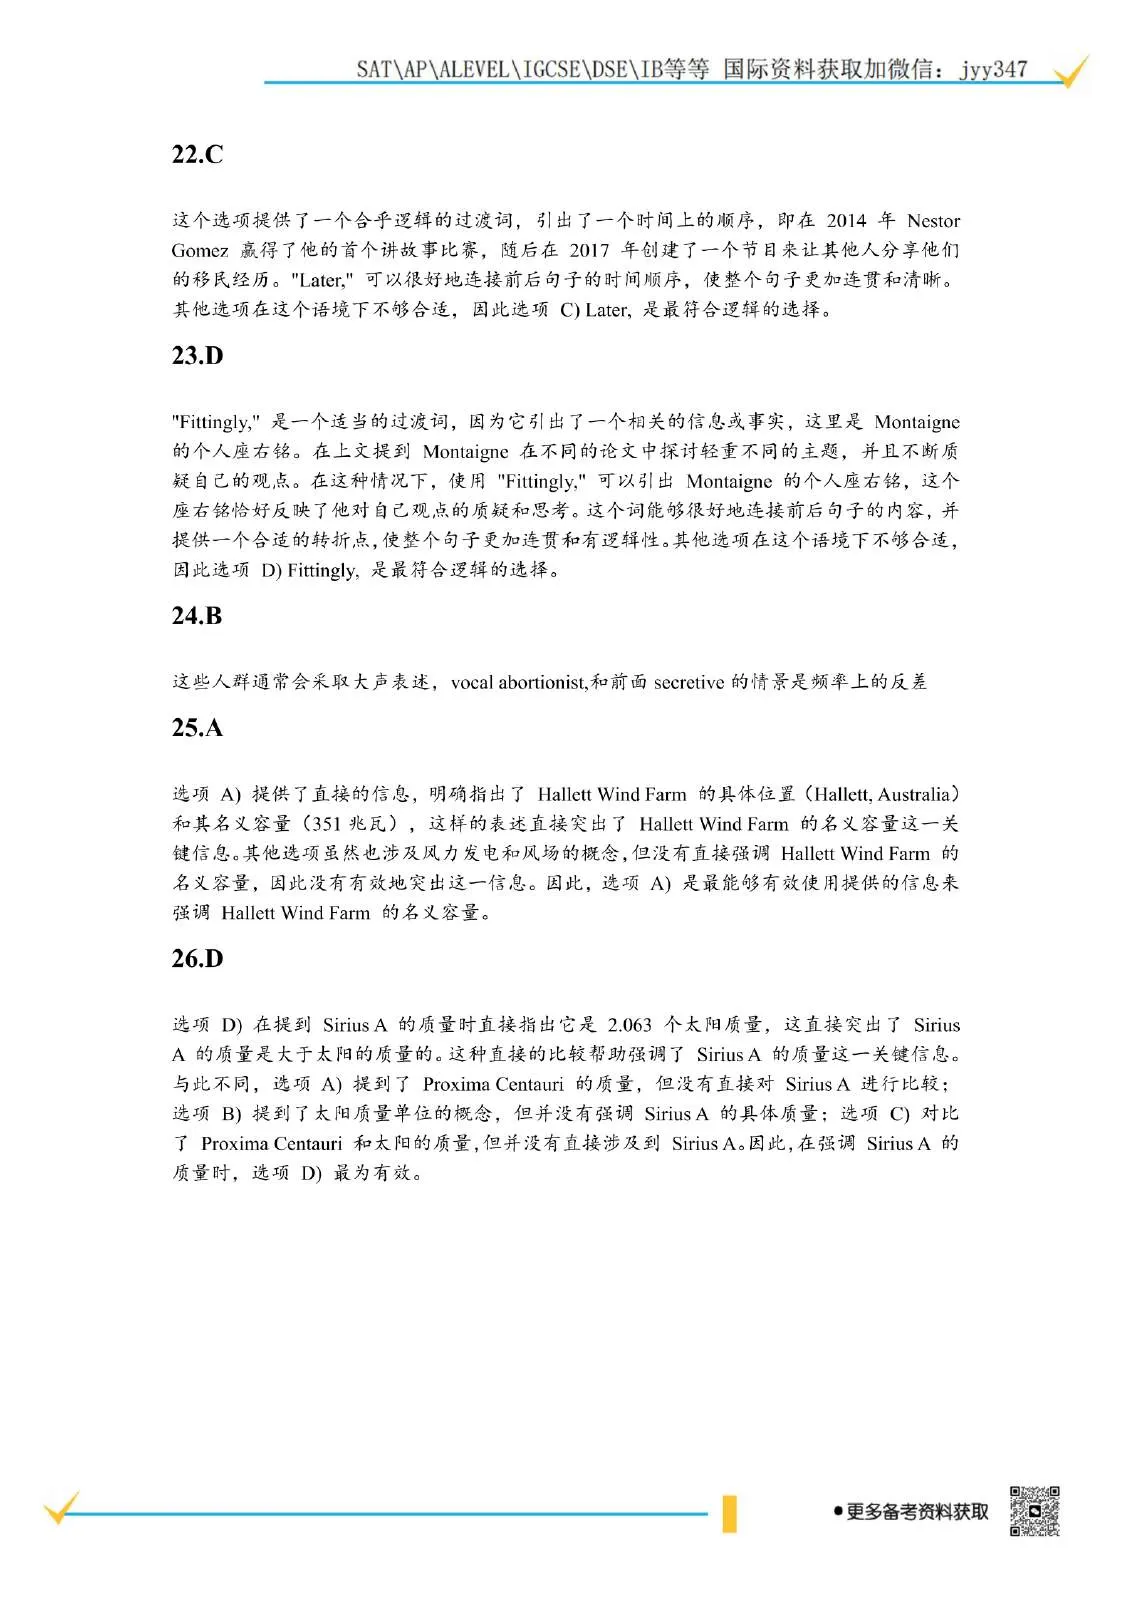 SAT\AP\ALEVEL\IGCSE\DSE\IB等等 国际资料获取加微信：jyy347
22.C
这个选项提供了一个合乎逻辑的过渡词，引出了一个时间上的顺序，即在 2014 年 Nestor
Gomez 赢得了他的首个讲故事比赛，随后在 2017 年创建了一个节目来让其他人分享他们
的移民经历。"Later," 可以很好地连接前后句子的时间顺序，使整个句子更加连贯和清晰。
其他选项在这个语境下不够合适，因此选项 C) Later, 是最符合逻辑的选择。
23.D
"Fittingly," 是一个适当的过渡词，因为它引出了一个相关的信息或事实，这里是 Montaigne
的个人座右铭。在上文提到 Montaigne 在不同的论文中探讨轻重不同的主题，并且不断质
疑自己的观点。在这种情况下，使用 "Fittingly," 可以引出 Montaigne 的个人座右铭，这个
座右铭恰好反映了他对自己观点的质疑和思考。这个词能够很好地连接前后句子的内容，并
提供一个合适的转折点，使整个句子更加连贯和有逻辑性。其他选项在这个语境下不够合适，
因此选项 D) Fittingly, 是最符合逻辑的选择。
24.B
这些人群通常会采取大声表述，vocal abortionist,和前面 secretive 的情景是频率上的反差
25.A
选项 A) 提供了直接的信息，明确指出了 Hallett Wind Farm 的具体位置（Hallett, Australia）
和其名义容量（351 兆瓦），这样的表述直接突出了 Hallett Wind Farm 的名义容量这一关
键信息。其他选项虽然也涉及风力发电和风场的概念，但没有直接强调 Hallett Wind Farm 的
名义容量，因此没有有效地突出这一信息。因此，选项 A) 是最能够有效使用提供的信息来
强调 Hallett Wind Farm 的名义容量。
26.D
选项 D) 在提到 Sirius A 的质量时直接指出它是 2.063 个太阳质量，这直接突出了 Sirius
A 的质量是大于太阳的质量的。这种直接的比较帮助强调了 Sirius A 的质量这一关键信息。
与此不同，选项 A) 提到了 Proxima Centauri 的质量，但没有直接对 Sirius A 进行比较；
选项 B) 提到了太阳质量单位的概念，但并没有强调 Sirius A 的具体质量；选项 C) 对比
了 Proxima Centauri 和太阳的质量，但并没有直接涉及到 Sirius A。因此，在强调 Sirius A 的
质量时，选项 D) 最为有效。
•更多备考资料获取